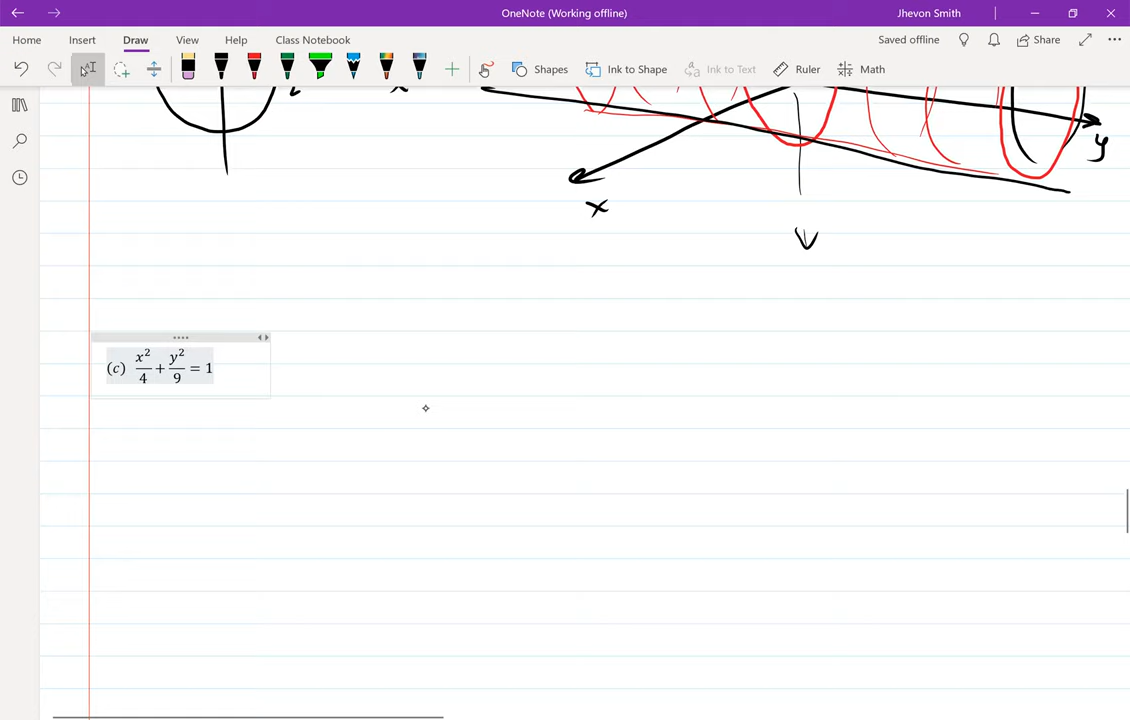 OneNote (Working offline)
Jhevon Smith
Home Insert Draw View Help Class Notebook
Saved offline Share
Shapes Ink to Shape Ink to Text Ruler Math
x
y
x
(c) x²/4 + y²/9 = 1